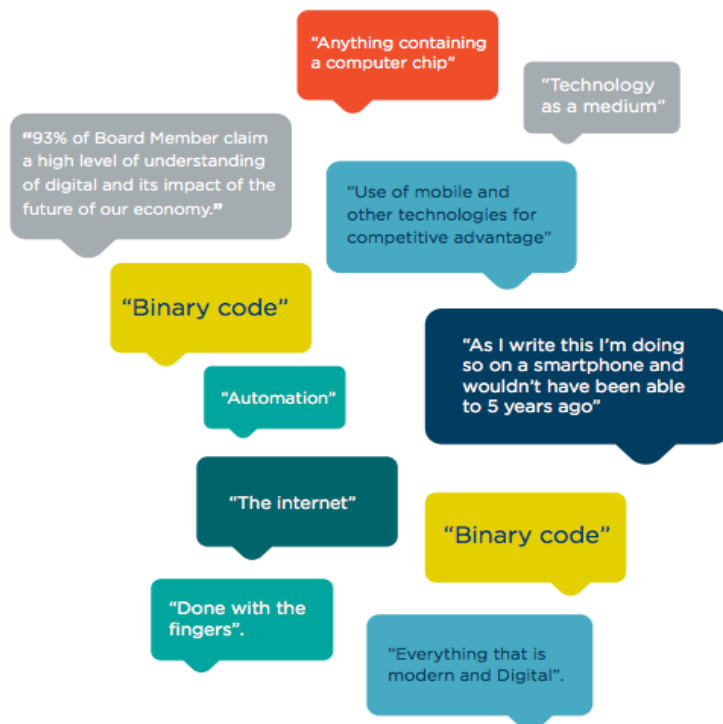 “Anything containing
a computer chip”
“Technology
as a medium”
“93% of Board Member claim
a high level of understanding
of digital and its impact of the
future of our economy.”
“Use of mobile and
other technologies for
competitive advantage”
“Binary code”
“As I write this I’m doing
so on a smartphone and
wouldn’t have been able
to 5 years ago”
“Automation”
“The internet”
“Binary code”
“Done with the
fingers”.
“Everything that is
modern and Digital”.